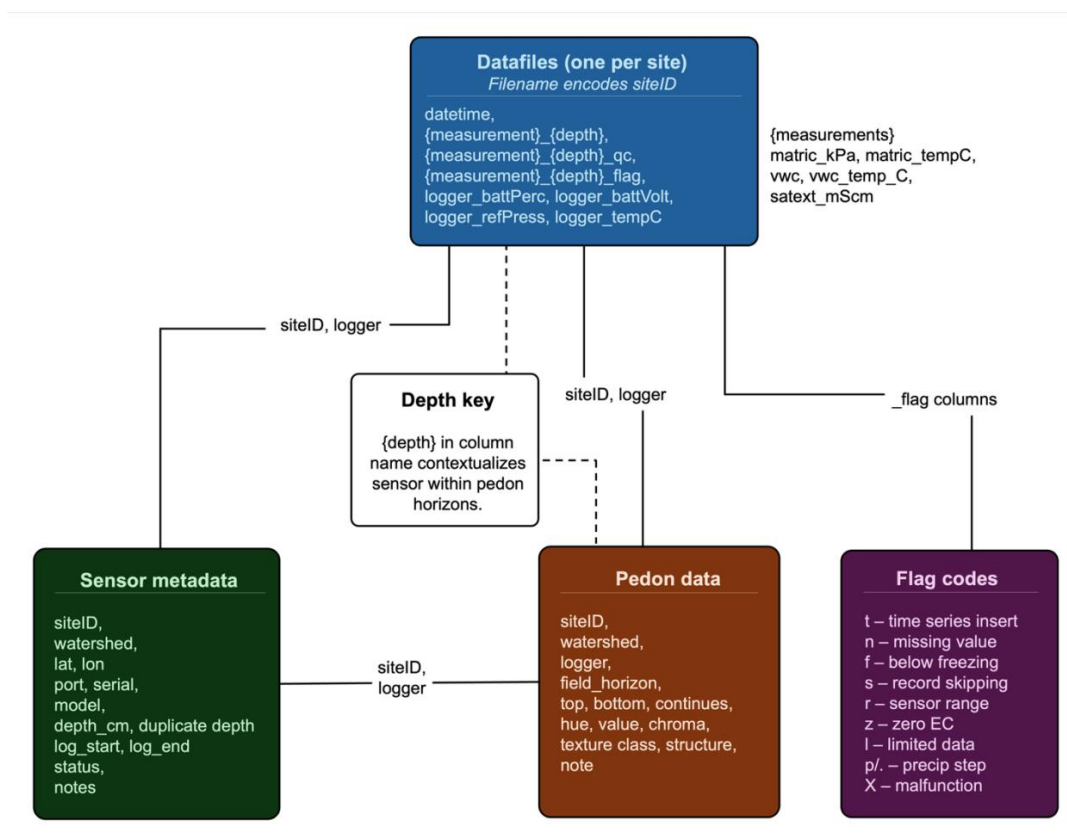 Datafiles (one per site)
Filename encodes siteID
datetime,
{measurement}_{depth},
{measurement}_{depth}_qc,
{measurement}_{depth}_flag,
logger_battPerc, logger_battVolt,
logger_refPress, logger_tempC
{measurements}
matric_kPa, matric_tempC,
vwc, vwc_temp_C,
satext_mScm
siteID, logger
siteID, logger
_flag columns
Depth key
{depth} in column
name contextualizes
sensor within pedon
horizons.
Sensor metadata
siteID,
watershed,
lat, lon
port, serial,
model,
depth_cm, duplicate depth
log_start, log_end
status,
notes
siteID,
logger
Pedon data
siteID,
watershed,
logger,
field_horizon,
top, bottom, continues,
hue, value, chroma,
texture class, structure,
note
Flag codes
t – time series insert
n – missing value
f – below freezing
s – record skipping
r – sensor range
z – zero EC
l – limited data
p/. – precip step
X – malfunction